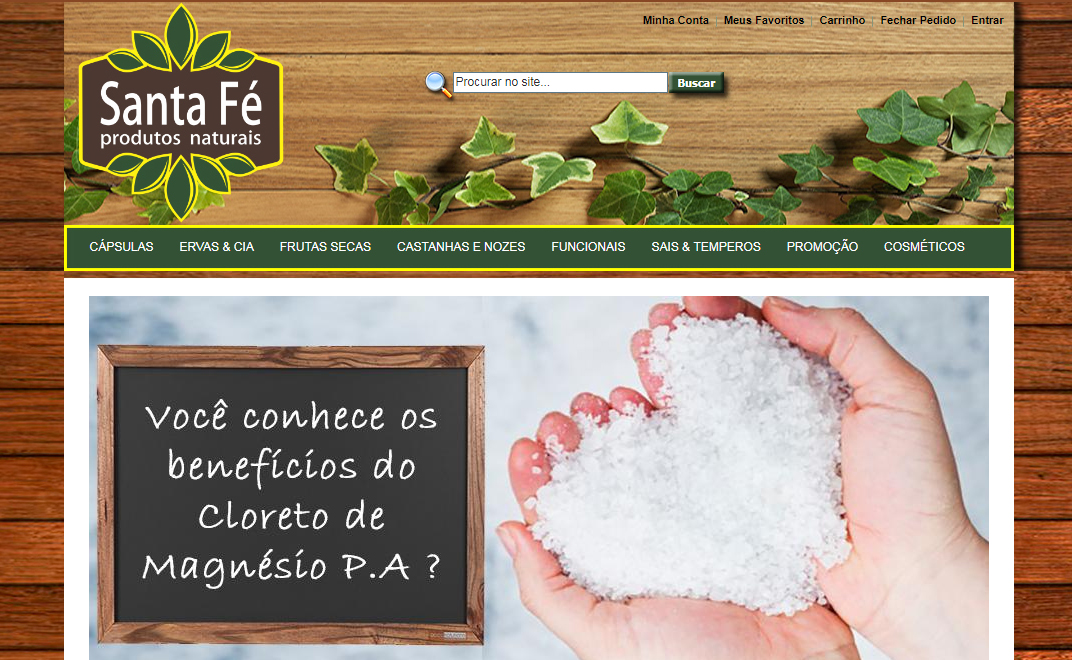 Minha Conta | Meus Favoritos | Carrinho | Fechar Pedido | Entrar
Santa Fé
produtos naturais
Procurar no site... Buscar
CÁPSULAS ERVAS & CIA FRUTAS SECAS CASTANHAS E NOZES FUNCIONAIS SAIS & TEMPEROS PROMOÇÃO COSMÉTICOS
Você conhece os
benefícios do
Cloreto de
Magnésio P.A ?